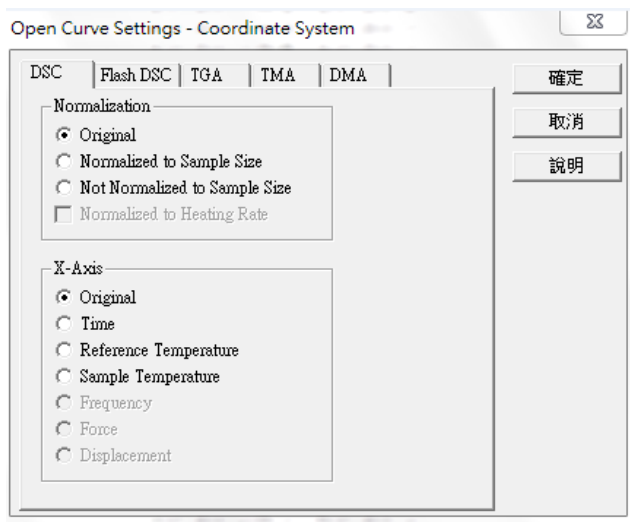 Open Curve Settings - Coordinate System
DSC Flash DSC TGA TMA DMA
Normalization
Original
Normalized to Sample Size
Not Normalized to Sample Size
Normalized to Heating Rate
X-Axis
Original
Time
Reference Temperature
Sample Temperature
Frequency
Force
Displacement
確定
取消
說明